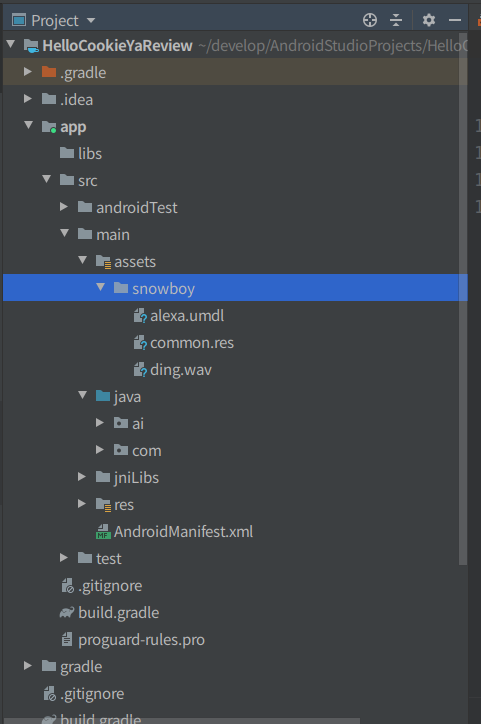 Project
HelloCookieYaReview ~/develop/AndroidStudioProjects/HelloC
.gradle
.idea
app
libs
src
androidTest
main
assets
snowboy
alexa.umdl
common.res
ding.wav
java
ai
com
jniLibs
res
MF AndroidManifest.xml
test
.gitignore
build.gradle
proguard-rules.pro
gradle
.gitignore
build.gradle